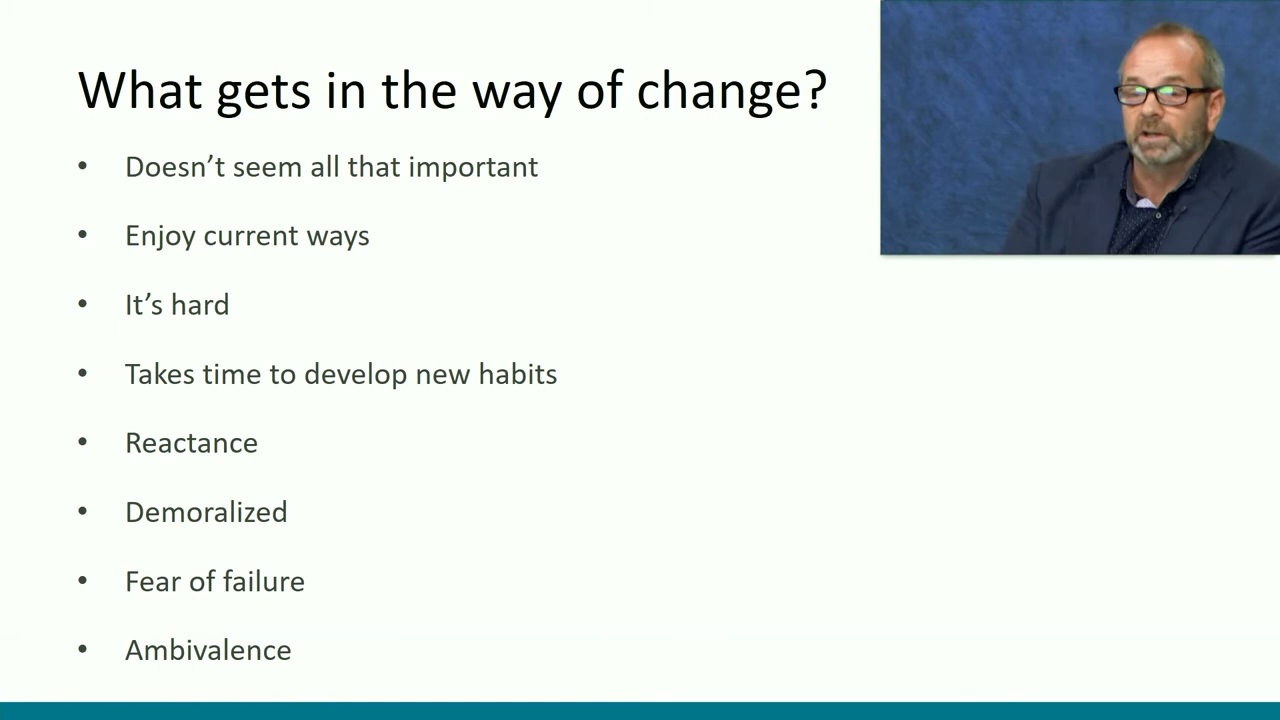 What gets in the way of change?
• Doesn’t seem all that important
• Enjoy current ways
• It’s hard
• Takes time to develop new habits
• Reactance
• Demoralized
• Fear of failure
• Ambivalence